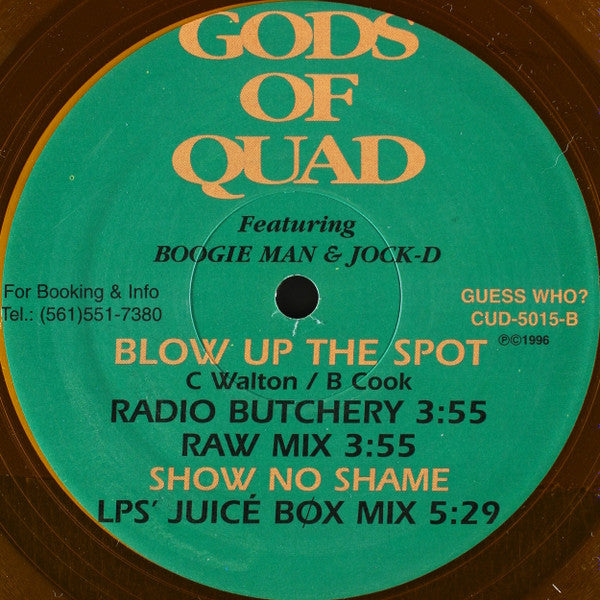 GODS
OF
QUAD
Featuring
BOOGIE MAN & JOCK-D
For Booking & Info
Tel.: (561)551-7380
GUESS WHO?
CUD-5015-B
℗©1996
BLOW UP THE SPOT
C Walton / B Cook
RADIO BUTCHERY 3:55
RAW MIX 3:55
SHOW NO SHAME
LPS' JUICÉ BØX MIX 5:29